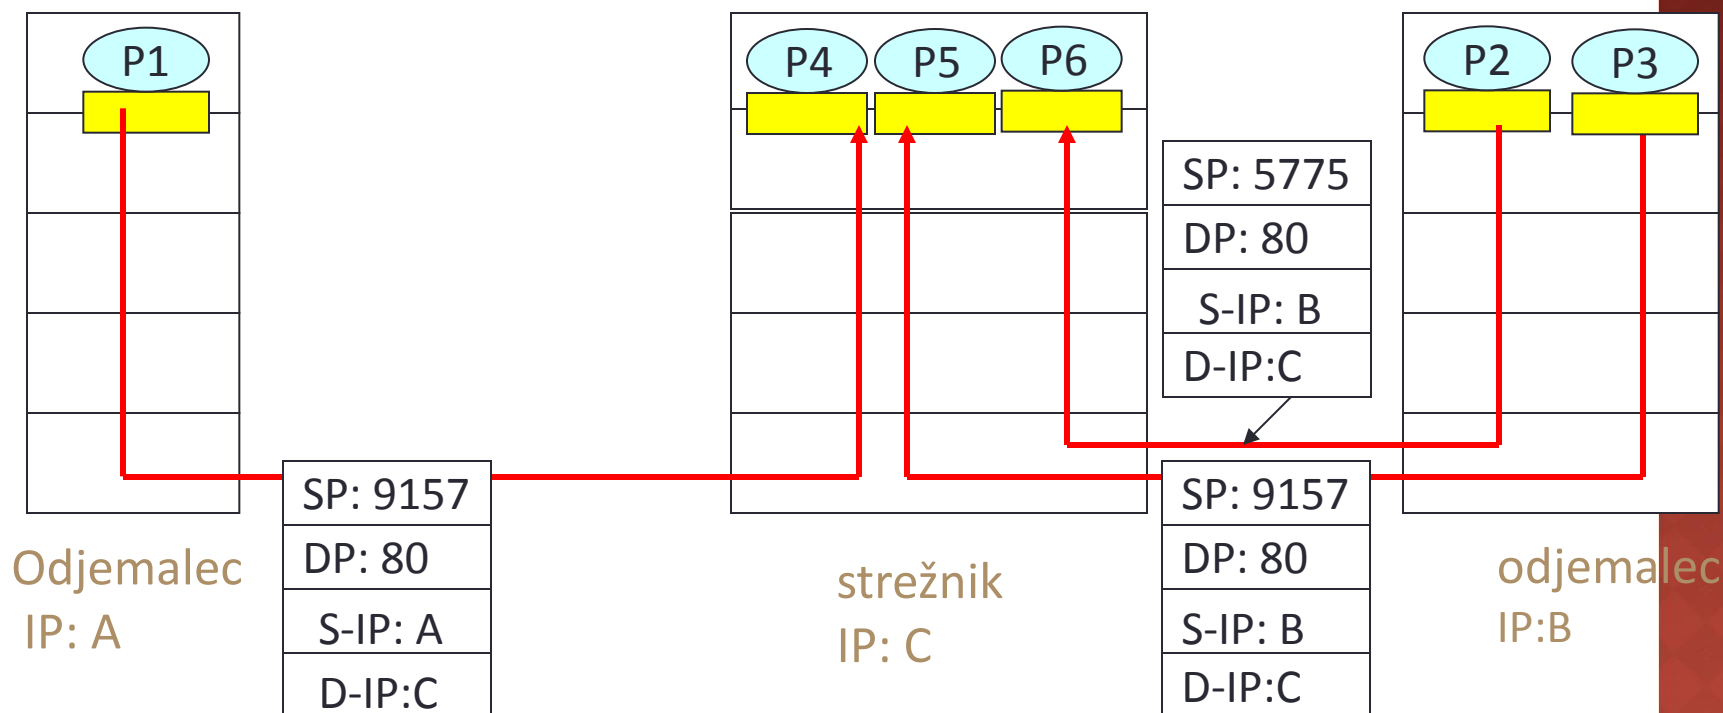 P1
P4
P5
P6
P2
P3
SP: 5775
DP: 80
S-IP: B
D-IP:C
SP: 9157
DP: 80
S-IP: A
D-IP:C
SP: 9157
DP: 80
S-IP: B
D-IP:C
Odjemalec
IP: A
strežnik
IP: C
odjemalec
IP:B